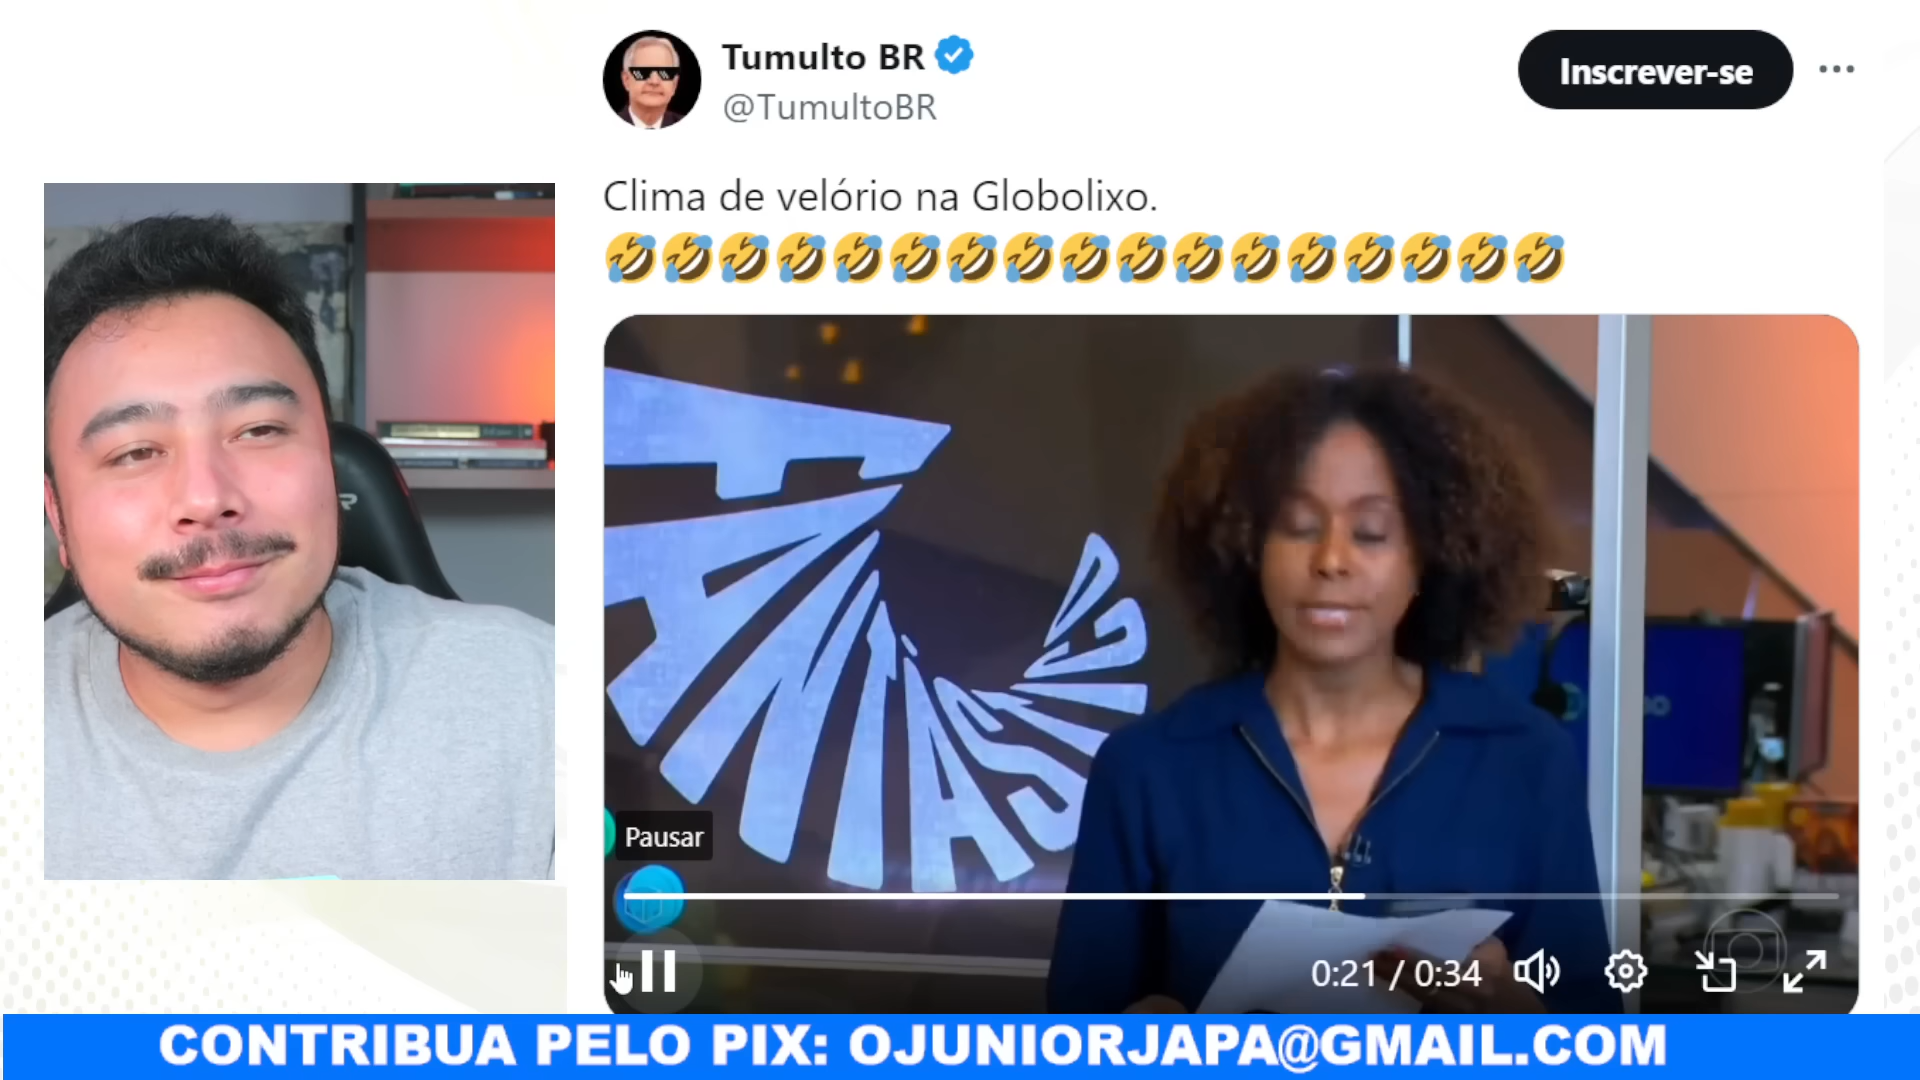 Tumulto BR
@TumultoBR
Inscrever-se
Clima de velório na Globolixo.
FANTÁSTICO
Pausar
0:21 / 0:34
CONTRIBUA PELO PIX: OJUNIORJAPA@GMAIL.COM